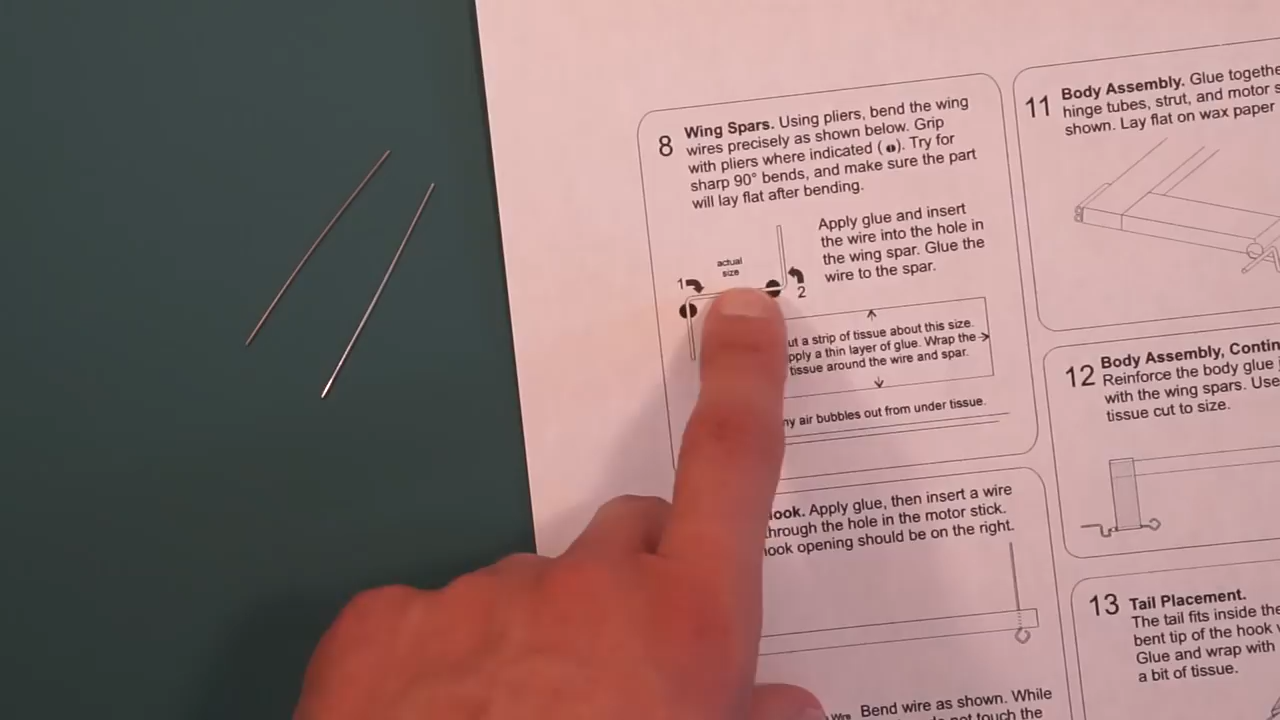 8
Wing Spars. Using pliers, bend the wing
wires precisely as shown below. Grip
with pliers where indicated ( ). Try for
sharp 90° bends, and make sure the part
will lay flat after bending.
Apply glue and insert
the wire into the hole in
the wing spar. Glue the
wire to the spar.
actual
size
1
2
ut a strip of tissue about this size.
pply a thin layer of glue. Wrap the
tissue around the wire and spar.
ny air bubbles out from under tissue.
ook. Apply glue, then insert a wire
hrough the hole in the motor stick.
ook opening should be on the right.
Wire
Bend wire as shown. While
not touch the
11
Body Assembly. Glue togethe
hinge tubes, strut, and motor s
shown. Lay flat on wax paper
12
Body Assembly, Contin
Reinforce the body glue
with the wing spars. Use
tissue cut to size.
13
Tail Placement.
The tail fits inside the
bent tip of the hook
Glue and wrap with
a bit of tissue.